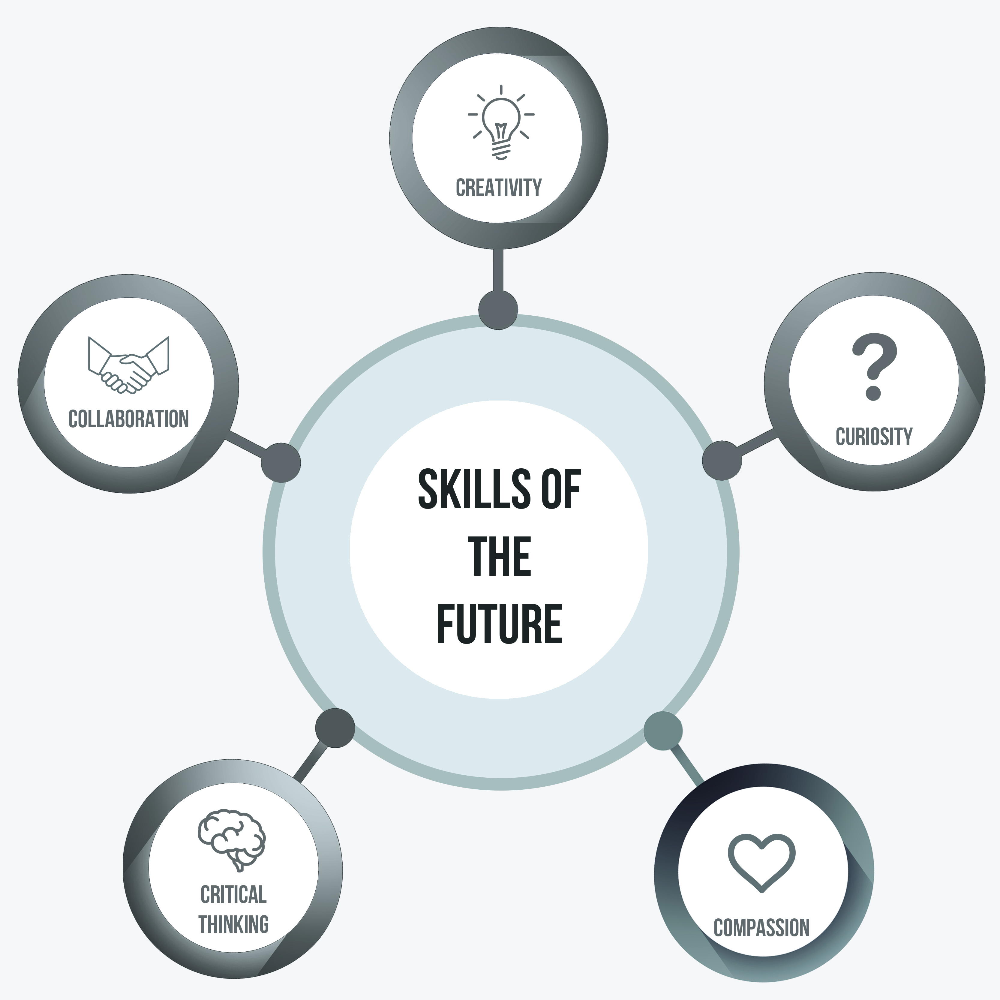 CREATIVITY
COLLABORATION
CURIOSITY
SKILLS OF
THE
FUTURE
CRITICAL
THINKING
COMPASSION